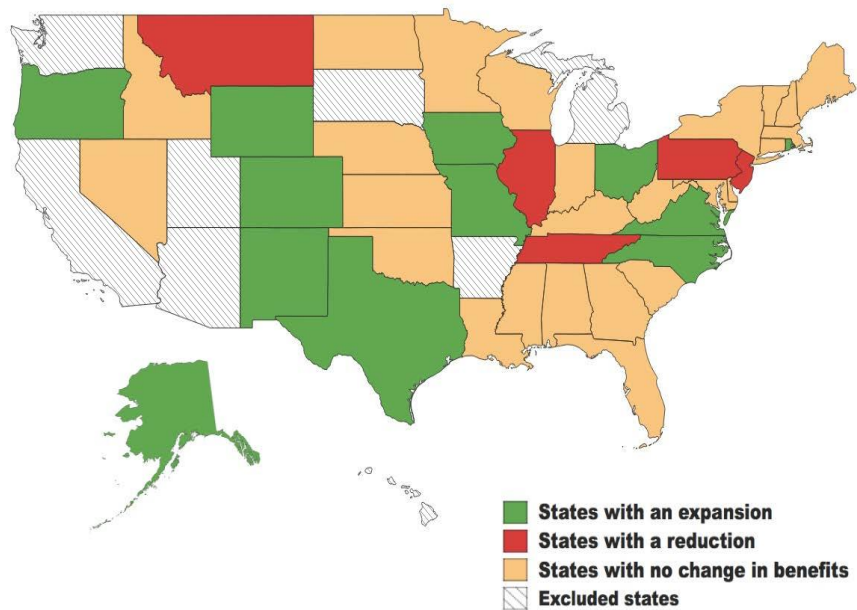 States with an expansion
States with a reduction
States with no change in benefits
Excluded states